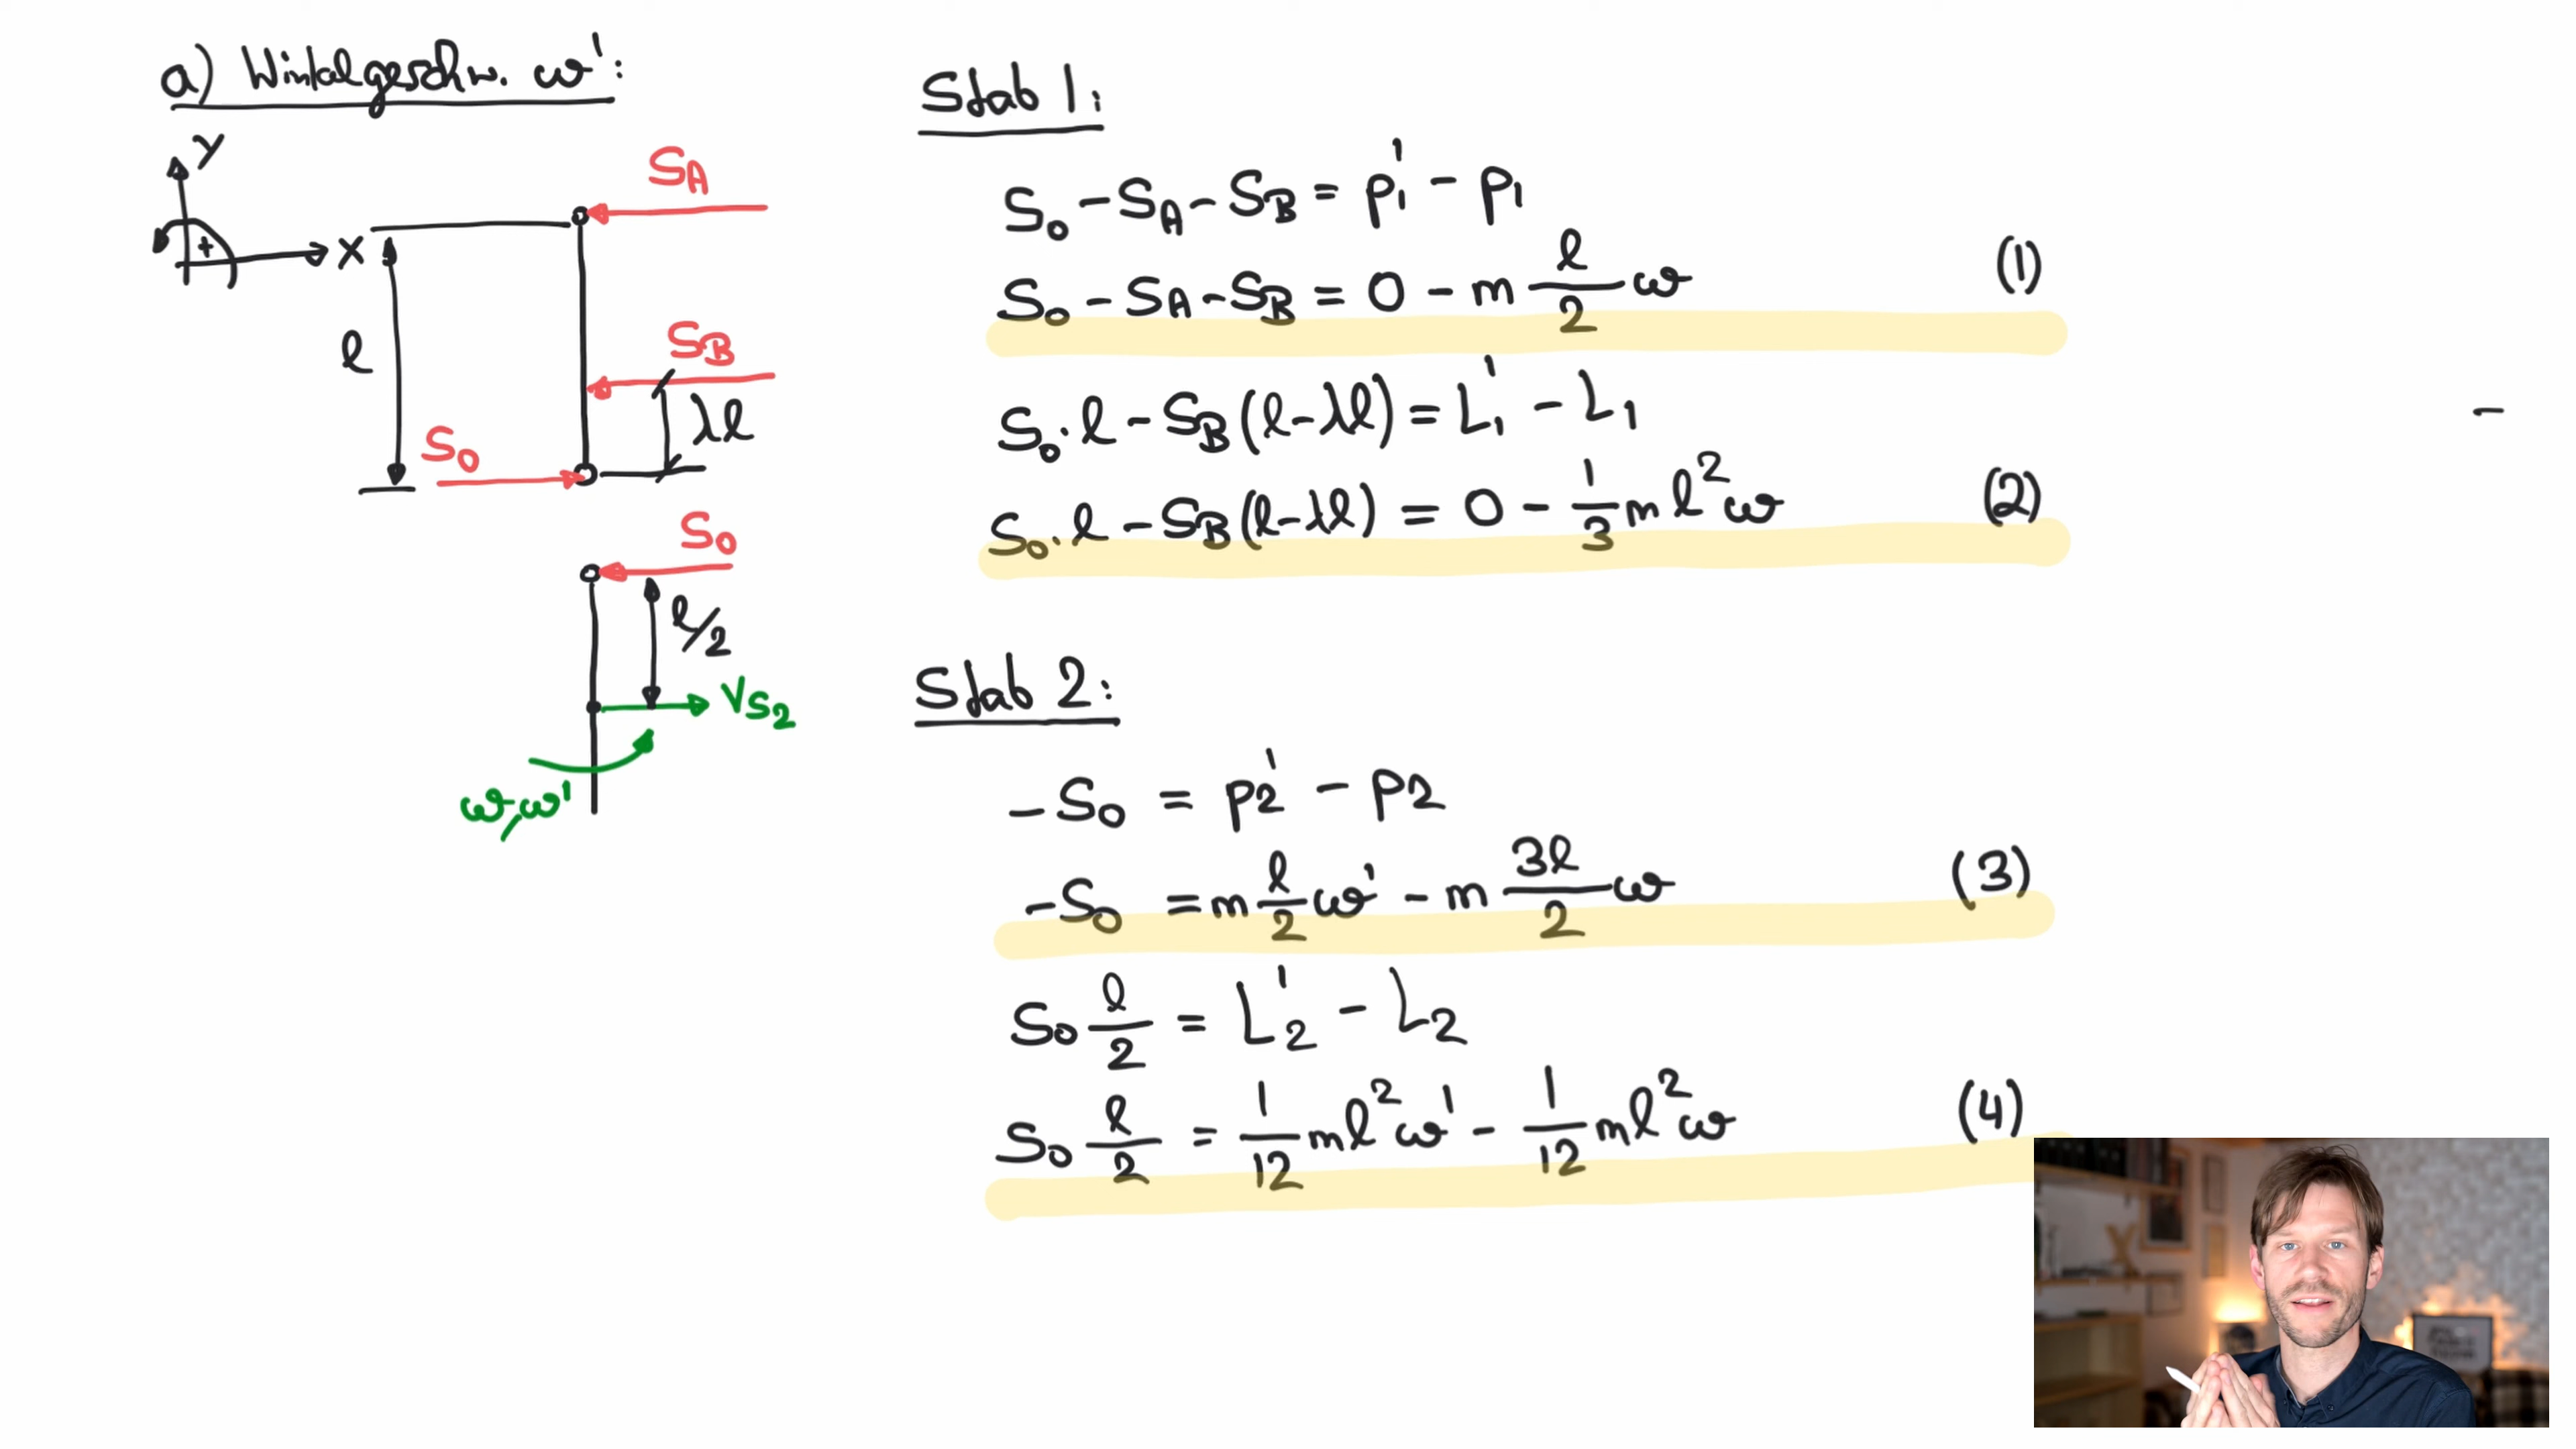 a) Winkelgeschw. ω':
y
x
+
S_A
l
S_B
λl
S_0
S_0
l/2
v_S2
ω, ω'
Stab 1:
S_0 - S_A - S_B = p_1' - p_1
S_0 - S_A - S_B = 0 - m l/2 ω (1)
S_0 · l - S_B (l - λl) = L_1' - L_1
S_0 · l - S_B (l - λl) = 0 - 1/3 m l² ω (2)
Stab 2:
-S_0 = p_2' - p_2
-S_0 = m l/2 ω' - m 3l/2 ω (3)
S_0 l/2 = L_2' - L_2
S_0 l/2 = 1/12 m l² ω' - 1/12 m l² ω (4)
-